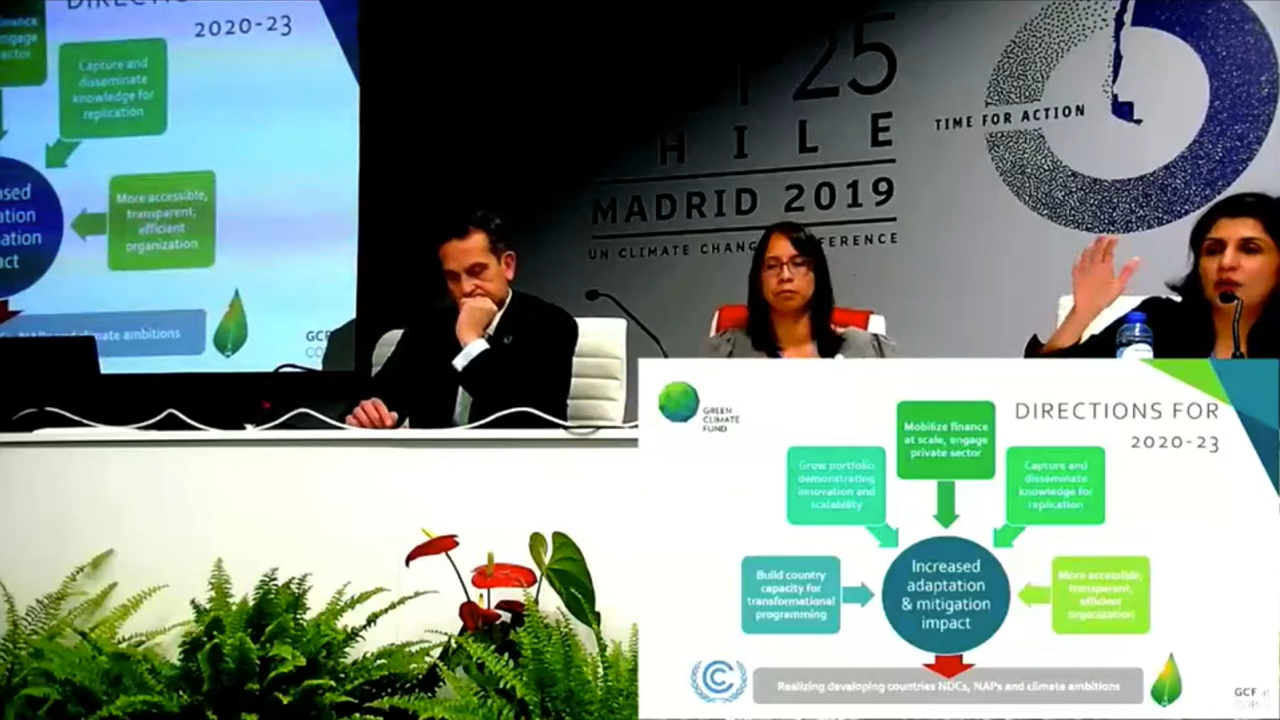 2020-23
Capture and
disseminate
knowledge for
replication
More accessible,
transparent,
efficient
organization
climate ambitions
25
HILE
MADRID 2019
UN CLIMATE CHANGE
TIME FOR ACTION
GREEN
CLIMATE
FUND
DIRECTIONS FOR
2020-23
Mobilize finance
at scale, engage
private sector
Grow portfolio
demonstrating
innovation and
scalability
Capture and
disseminate
knowledge for
replication
Build country
capacity for
transformational
programming
Increased
adaptation
& mitigation
impact
More accessible,
transparent,
efficient
organization
Realizing developing countries NDCs, NAPs and climate ambitions
GCF